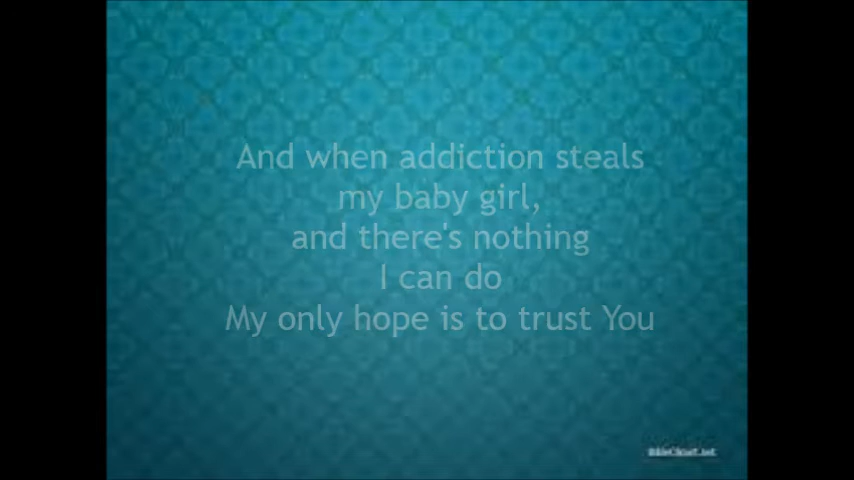 And when addiction steals
my baby girl,
and there's nothing
I can do
My only hope is to trust You